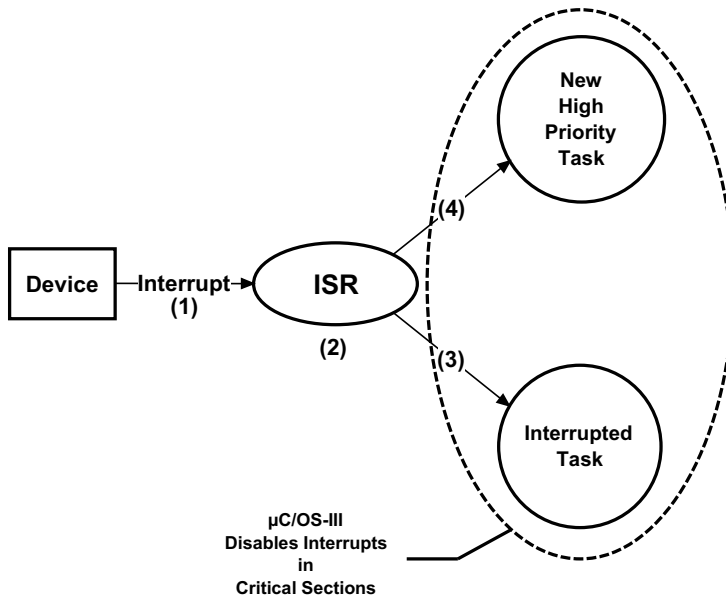 New
High
Priority
Task
(4)
Device
Interrupt
(1)
ISR
(2)
(3)
Interrupted
Task
µC/OS-III
Disables Interrupts
in
Critical Sections